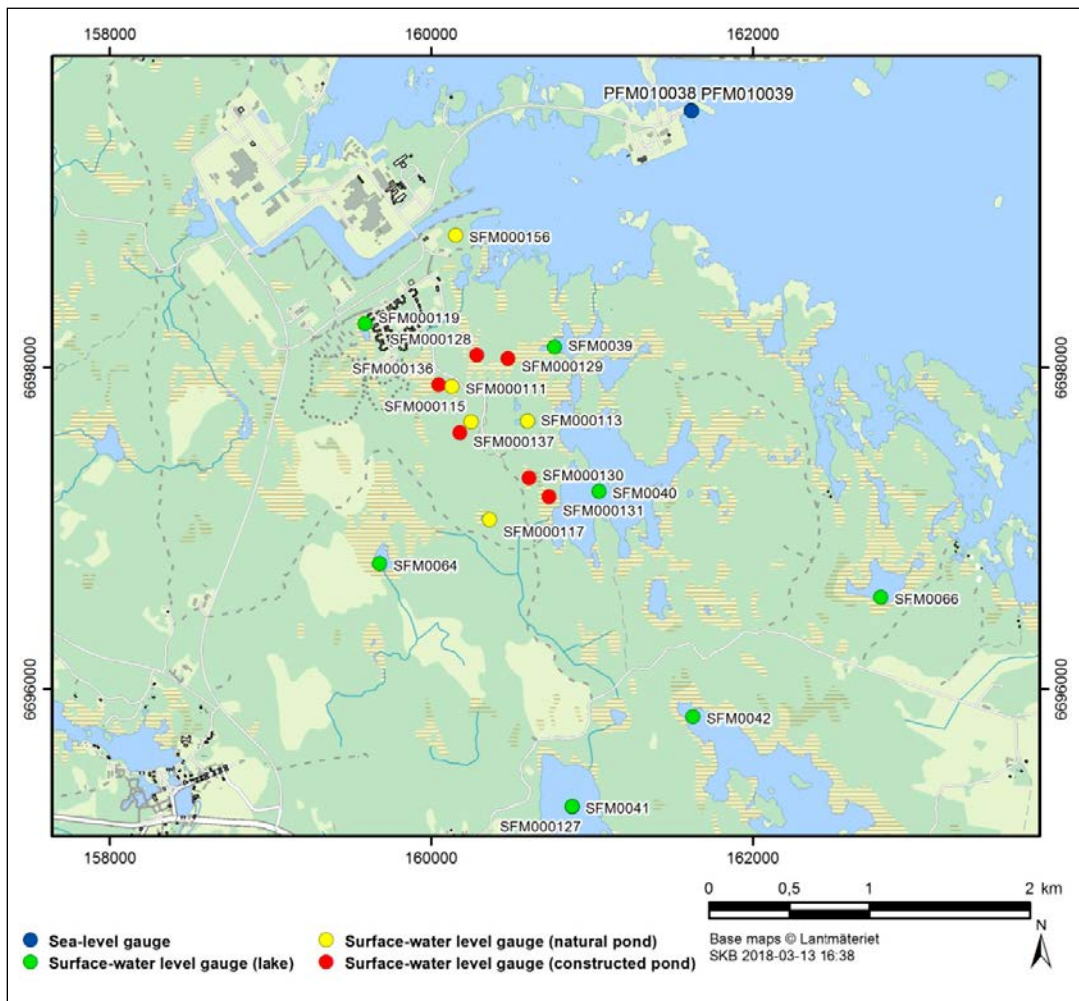 158000 160000 162000
PFM010038 PFM010039
SFM000156
SFM000119
SFM000128
SFM0039
SFM000129
6698000
6698000
SFM000136
SFM000111
SFM000115
SFM000113
SFM000137
SFM000130
SFM0040
SFM000131
SFM000117
SFM0064
SFM0066
6696000
6696000
SFM0042
SFM0041
SFM000127
158000 160000 162000
0 0,5 1 2 km
Base maps © Lantmäteriet
SKB 2018-03-13 16:38
N
Sea-level gauge
Surface-water level gauge (lake)
Surface-water level gauge (natural pond)
Surface-water level gauge (constructed pond)